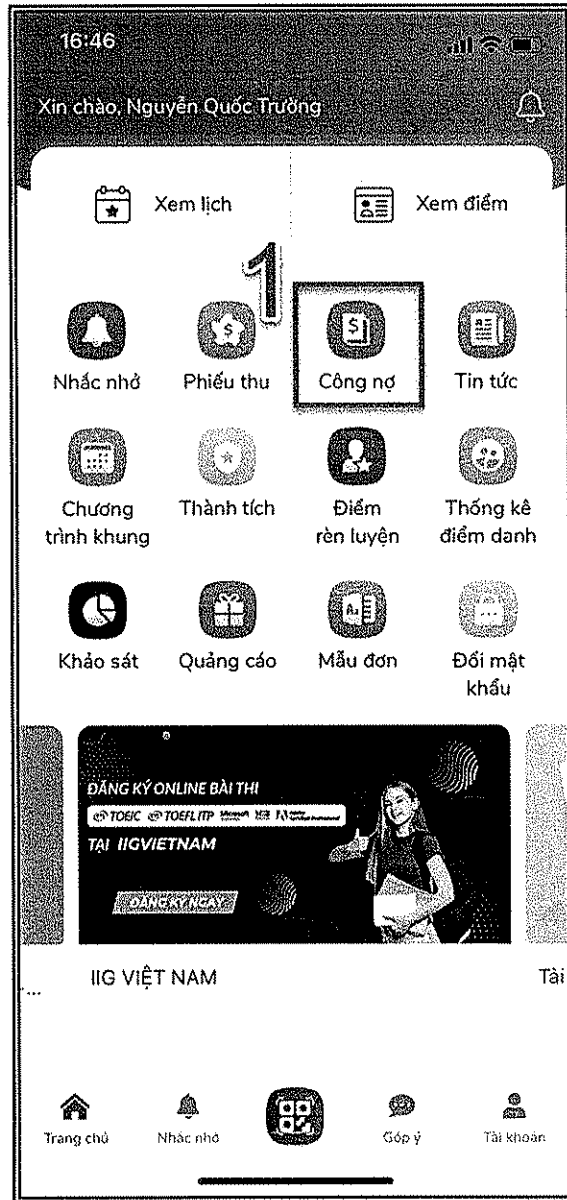 16:46
Xin chào, Nguyễn Quốc Trường
Xem lịch
Xem điểm
1
Nhắc nhở
Phiếu thu
Công nợ
Tin tức
Chương
trình khung
Thành tích
Điểm
rèn luyện
Thống kê
điểm danh
Khảo sát
Quảng cáo
Mẫu đơn
Đổi mật
khẩu
ĐĂNG KÝ ONLINE BÀI THI
TOEIC TOEFL ITP
TẠI IIGVIETNAM
ĐĂNG KÝ NGAY
...
IIG VIỆT NAM
Tài
Trang chủ
Nhắc nhở
Góp ý
Tài khoản